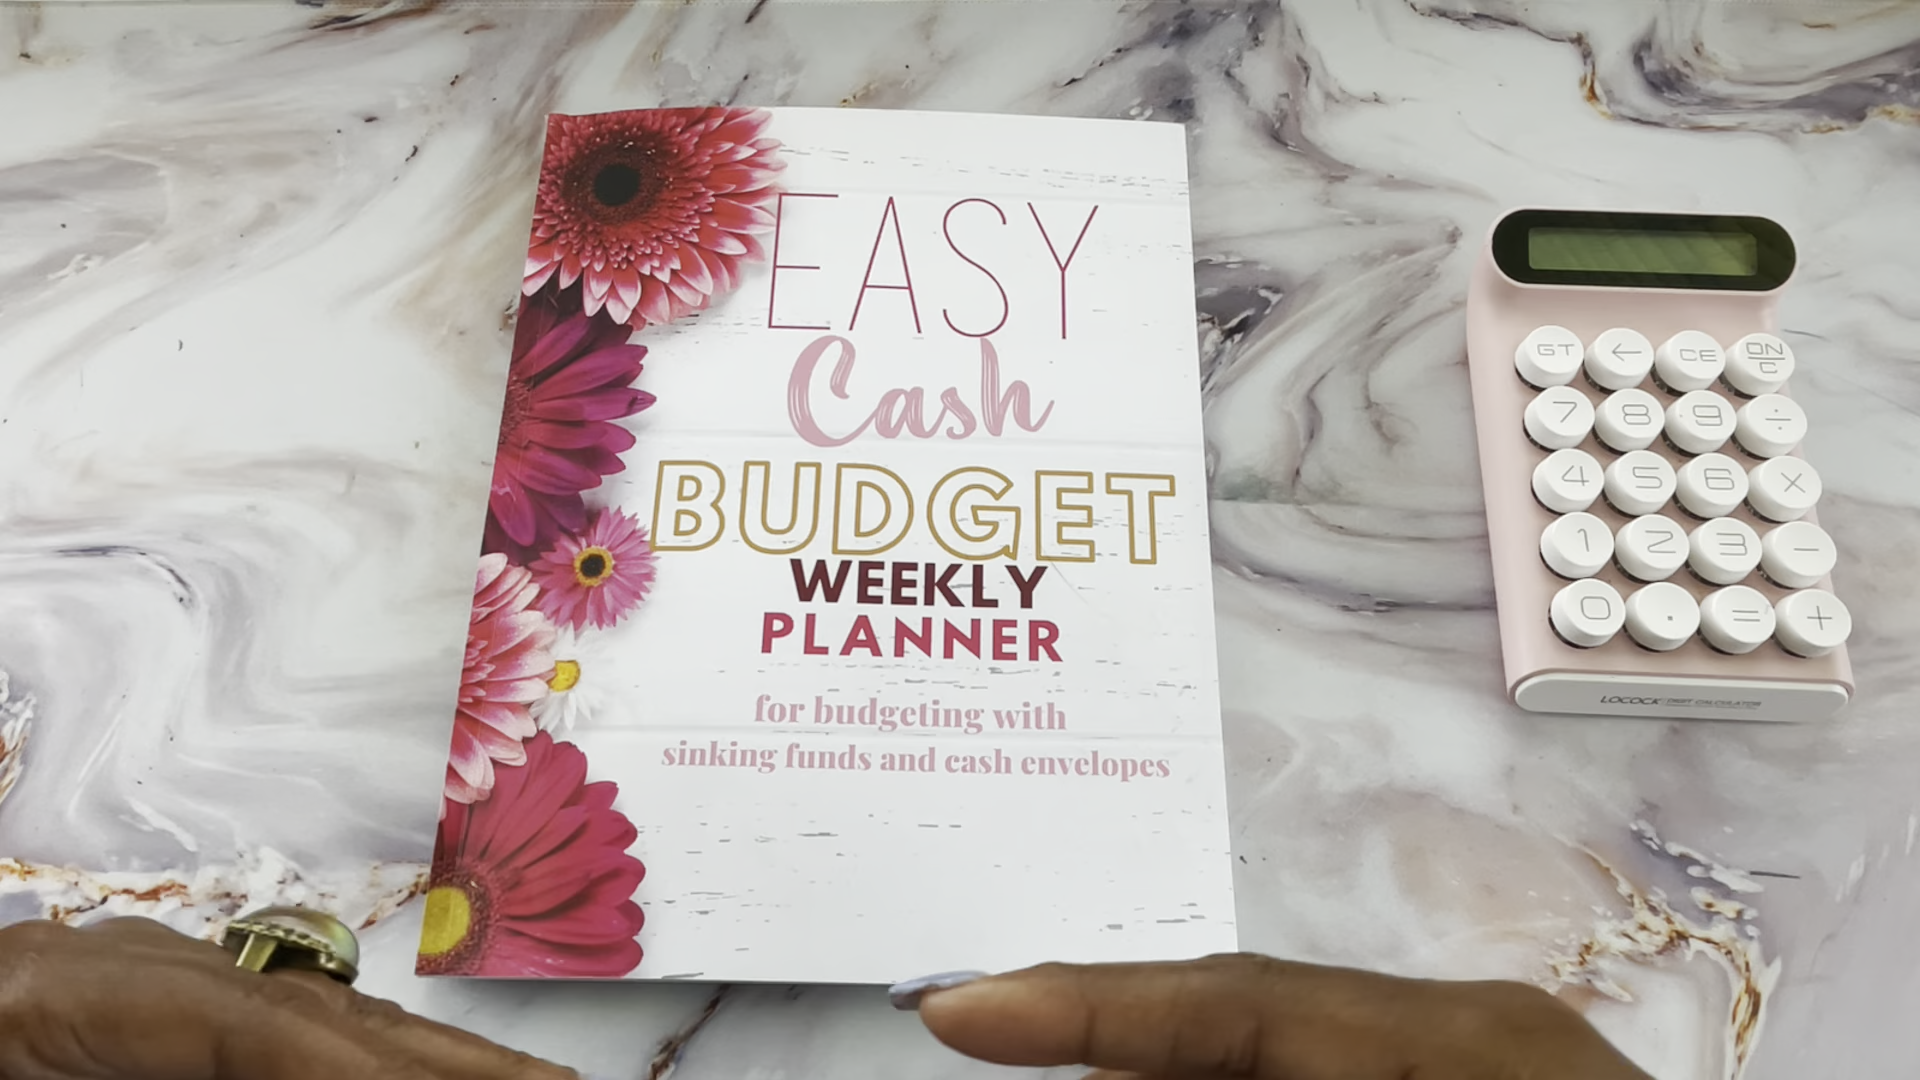 EASY
Cash
BUDGET
WEEKLY
PLANNER
for budgeting with
sinking funds and cash envelopes
GT ← CE ON/C
7 8 9 ÷
4 5 6 ×
1 2 3 −
0 . = +
LOCOCK CALCULATOR